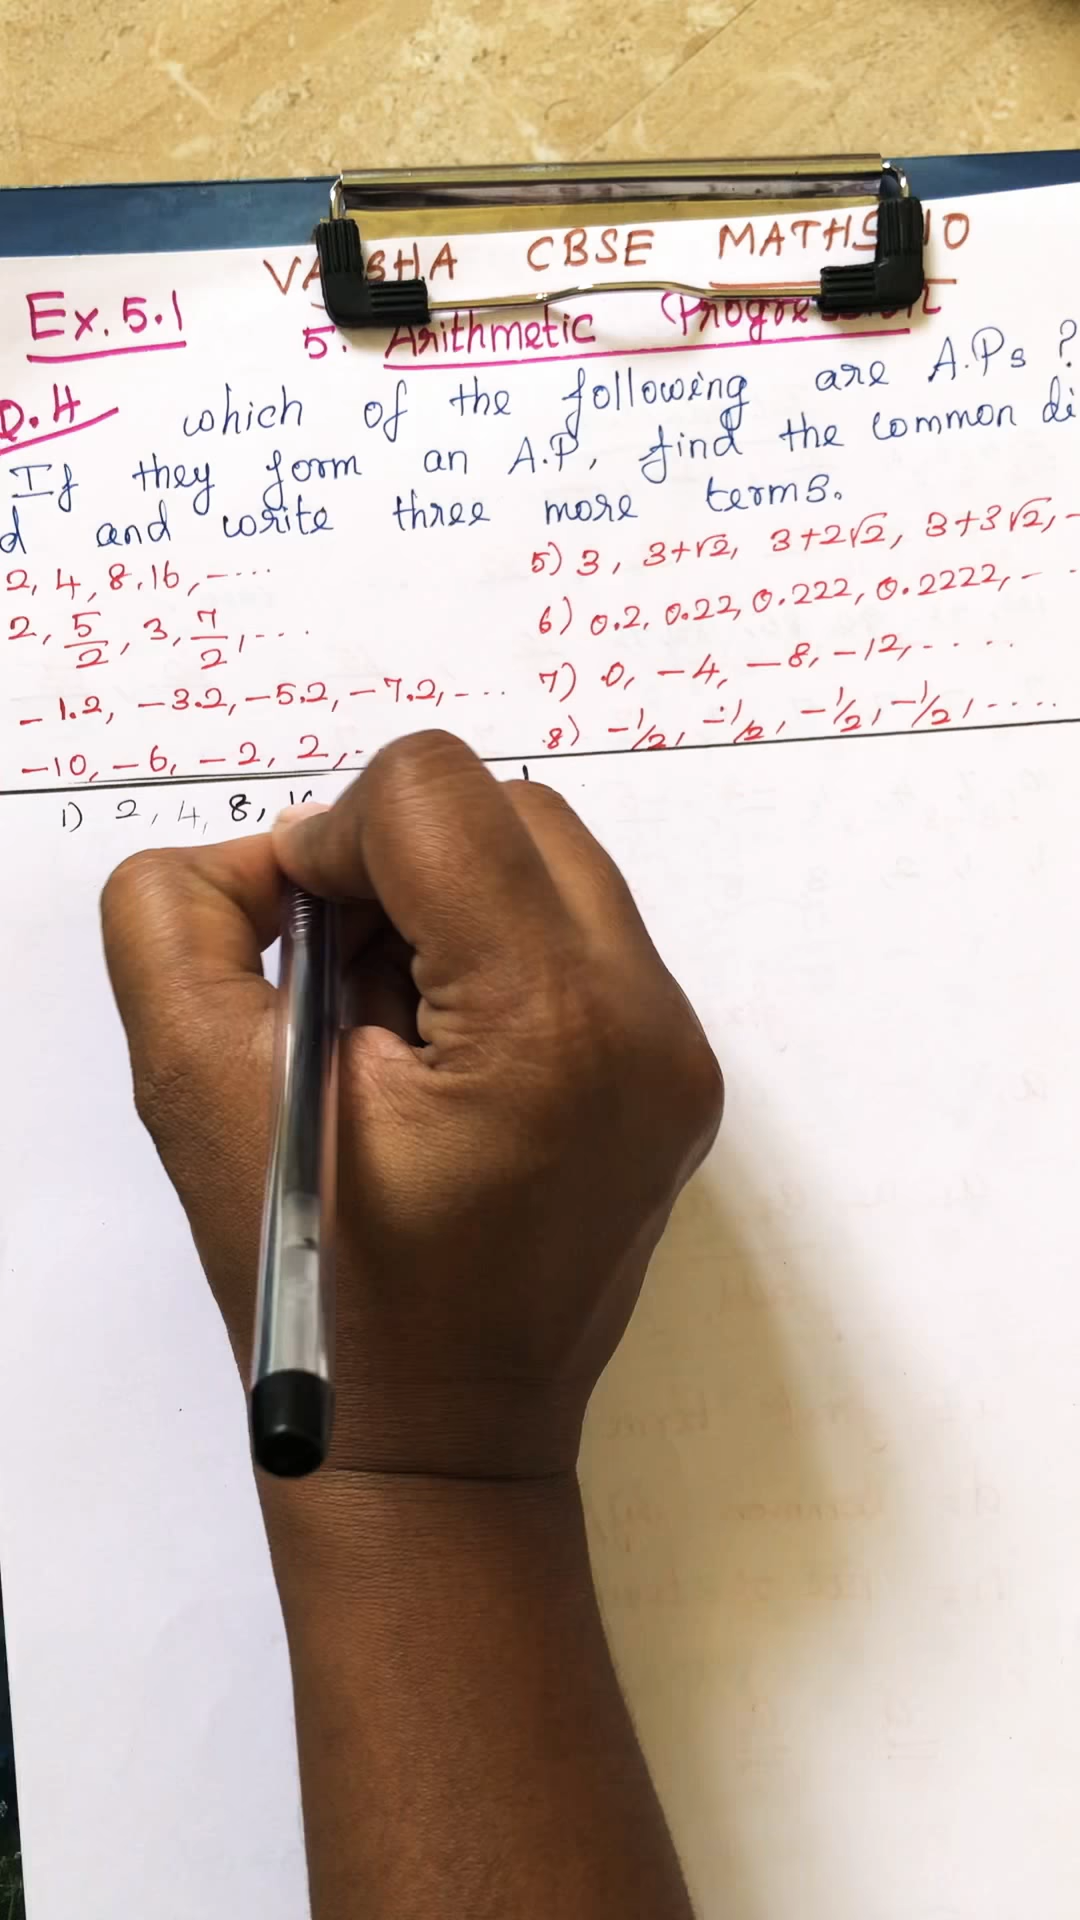 CBSE MATHS 10
Ex. 5.1
5. Arithmetic
Q.4 which of the following are A.Ps ?
If they form an A.P, find the common di
d and write three more terms.
2, 4, 8, 16, -....
2, 5/2, 3, 7/2, ....
-1.2, -3.2, -5.2, -7.2, -...
-10, -6, -2, 2, -
5) 3, 3+√2, 3+2√2, 3+3√2, -
6) 0.2, 0.22, 0.222, 0.2222, - . .
7) 0, -4, -8, -12, - . . . .
8) -1/2, -1/2, -1/2, -1/2, ....
1) 2, 4, 8,